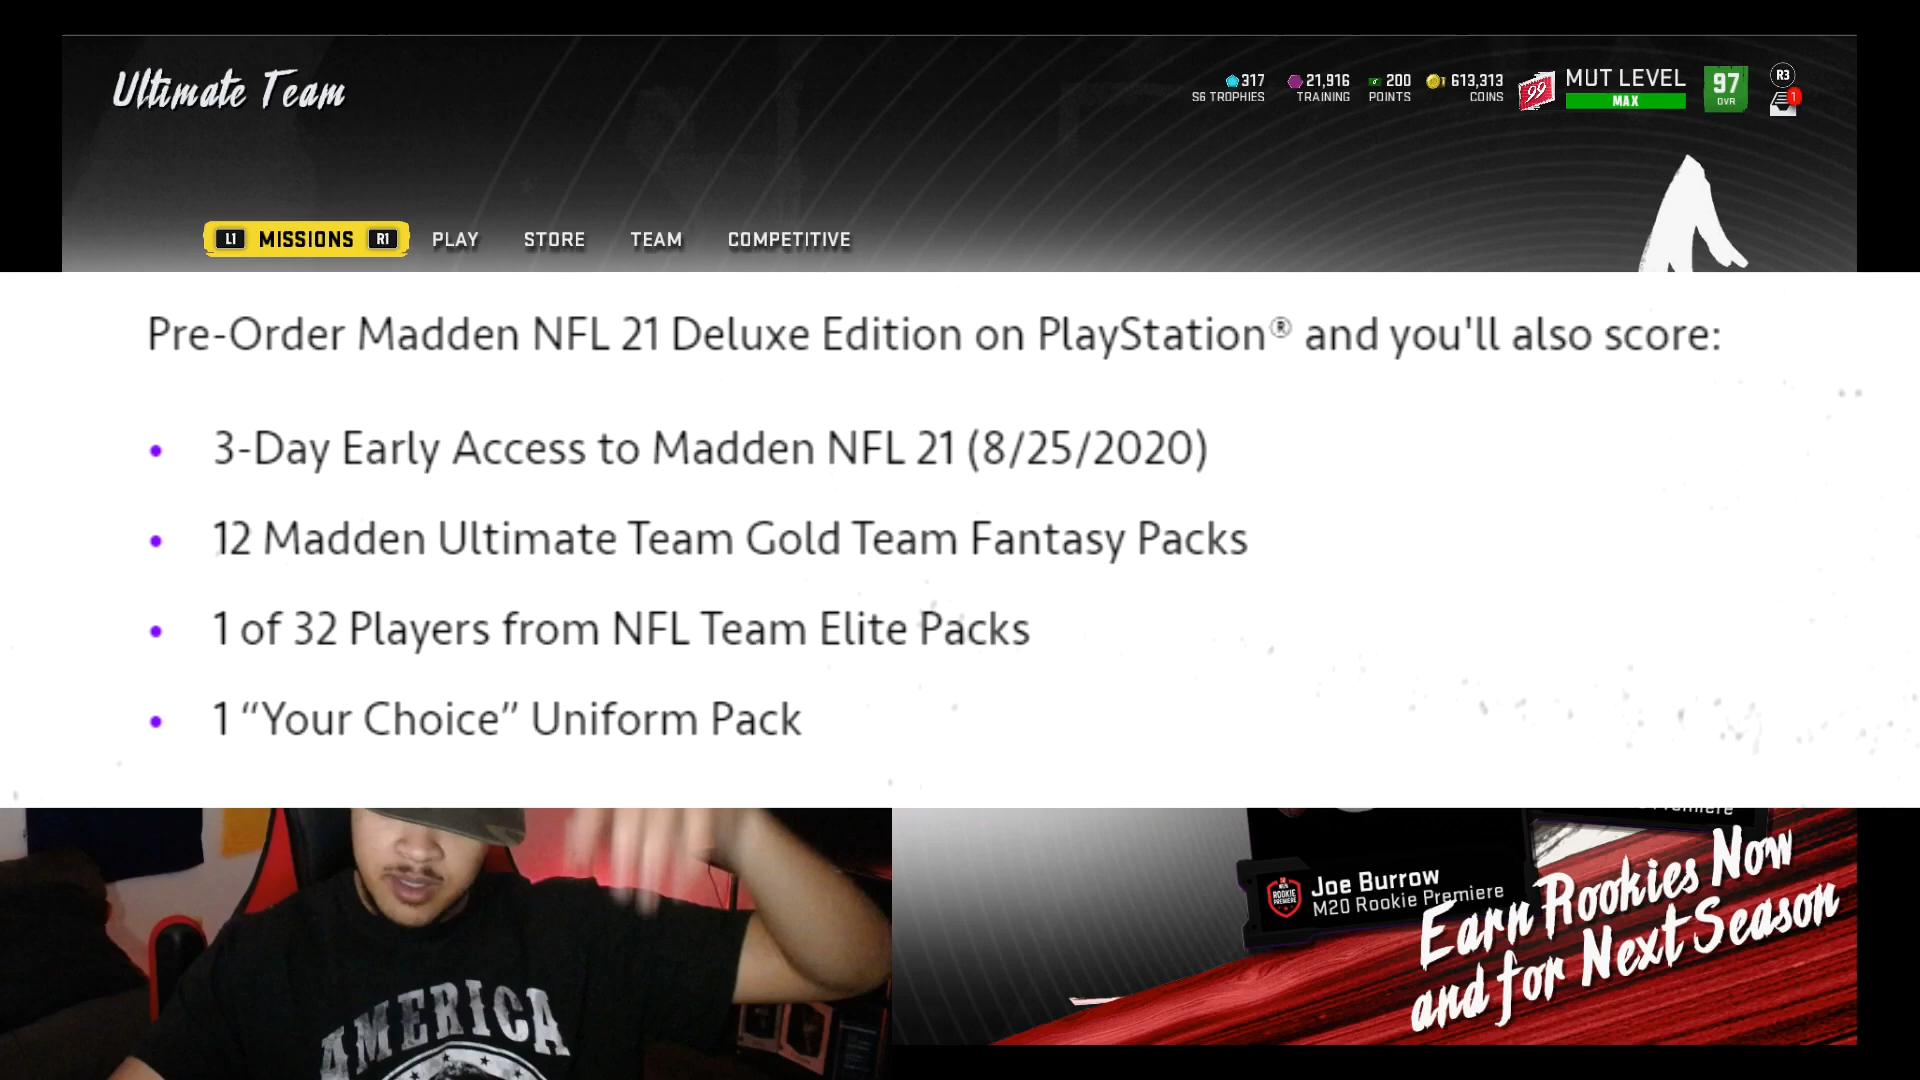 Ultimate Team
317
S6 TROPHIES
21,916
TRAINING
200
POINTS
613,313
COINS
99
MUT LEVEL
MAX
97
OVR
R3
1
L1 MISSIONS R1 PLAY STORE TEAM COMPETITIVE
Pre-Order Madden NFL 21 Deluxe Edition on PlayStation® and you'll also score:
• 3-Day Early Access to Madden NFL 21 (8/25/2020)
• 12 Madden Ultimate Team Gold Team Fantasy Packs
• 1 of 32 Players from NFL Team Elite Packs
• 1 “Your Choice” Uniform Pack
Joe Burrow
M20 Rookie Premiere
ROOKIE
PREMIERE
Earn Rookies Now
and for Next Season
AMERICA